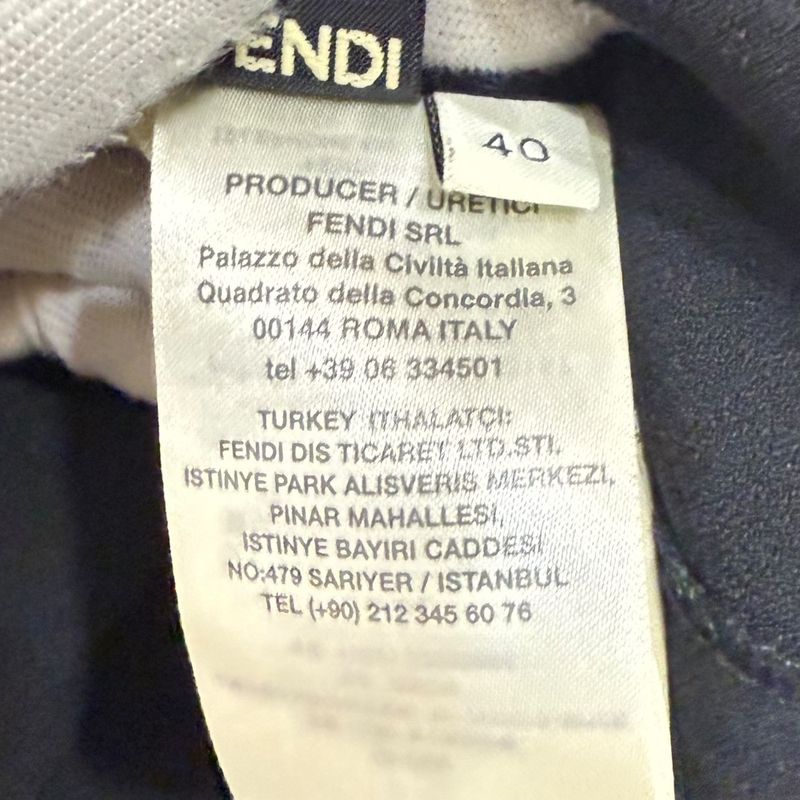 ENDI
40
PRODUCER / URETICI
FENDI SRL
Palazzo della Civiltà Italiana
Quadrato della Concordia, 3
00144 ROMA ITALY
tel +39 06 334501
TURKEY ITHALATÇI:
FENDI DIS TICARET LTD.STI.
ISTINYE PARK ALISVERIS MERKEZI,
PINAR MAHALLESI,
ISTINYE BAYIRI CADDESI
NO:479 SARIYER / ISTANBUL
TEL (+90) 212 345 60 76